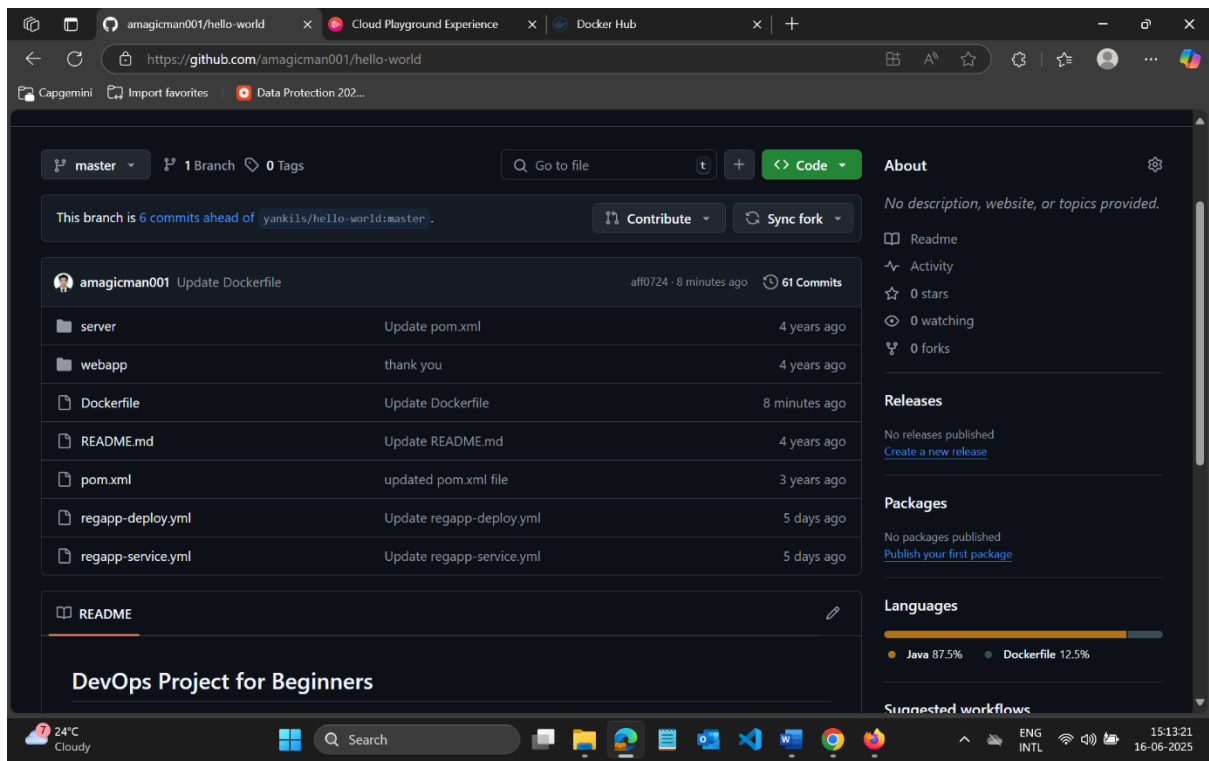 amagicman001/hello-world
Cloud Playground Experience
Docker Hub
https://github.com/amagicman001/hello-world
Capgemini
Import favorites
Data Protection 202...
master
1 Branch
0 Tags
Go to file
t
Code
This branch is 6 commits ahead of yankils/hello-world:master .
Contribute
Sync fork
amagicman001 Update Dockerfile
aff0724 · 8 minutes ago
61 Commits
server Update pom.xml 4 years ago
webapp thank you 4 years ago
Dockerfile Update Dockerfile 8 minutes ago
README.md Update README.md 4 years ago
pom.xml updated pom.xml file 3 years ago
regapp-deploy.yml Update regapp-deploy.yml 5 days ago
regapp-service.yml Update regapp-service.yml 5 days ago
README
DevOps Project for Beginners
About
No description, website, or topics provided.
Readme
Activity
0 stars
0 watching
0 forks
Releases
No releases published
Create a new release
Packages
No packages published
Publish your first package
Languages
Java 87.5%
Dockerfile 12.5%
Suggested workflows
7
24°C
Cloudy
Search
ENG
INTL
15:13:21
16-06-2025